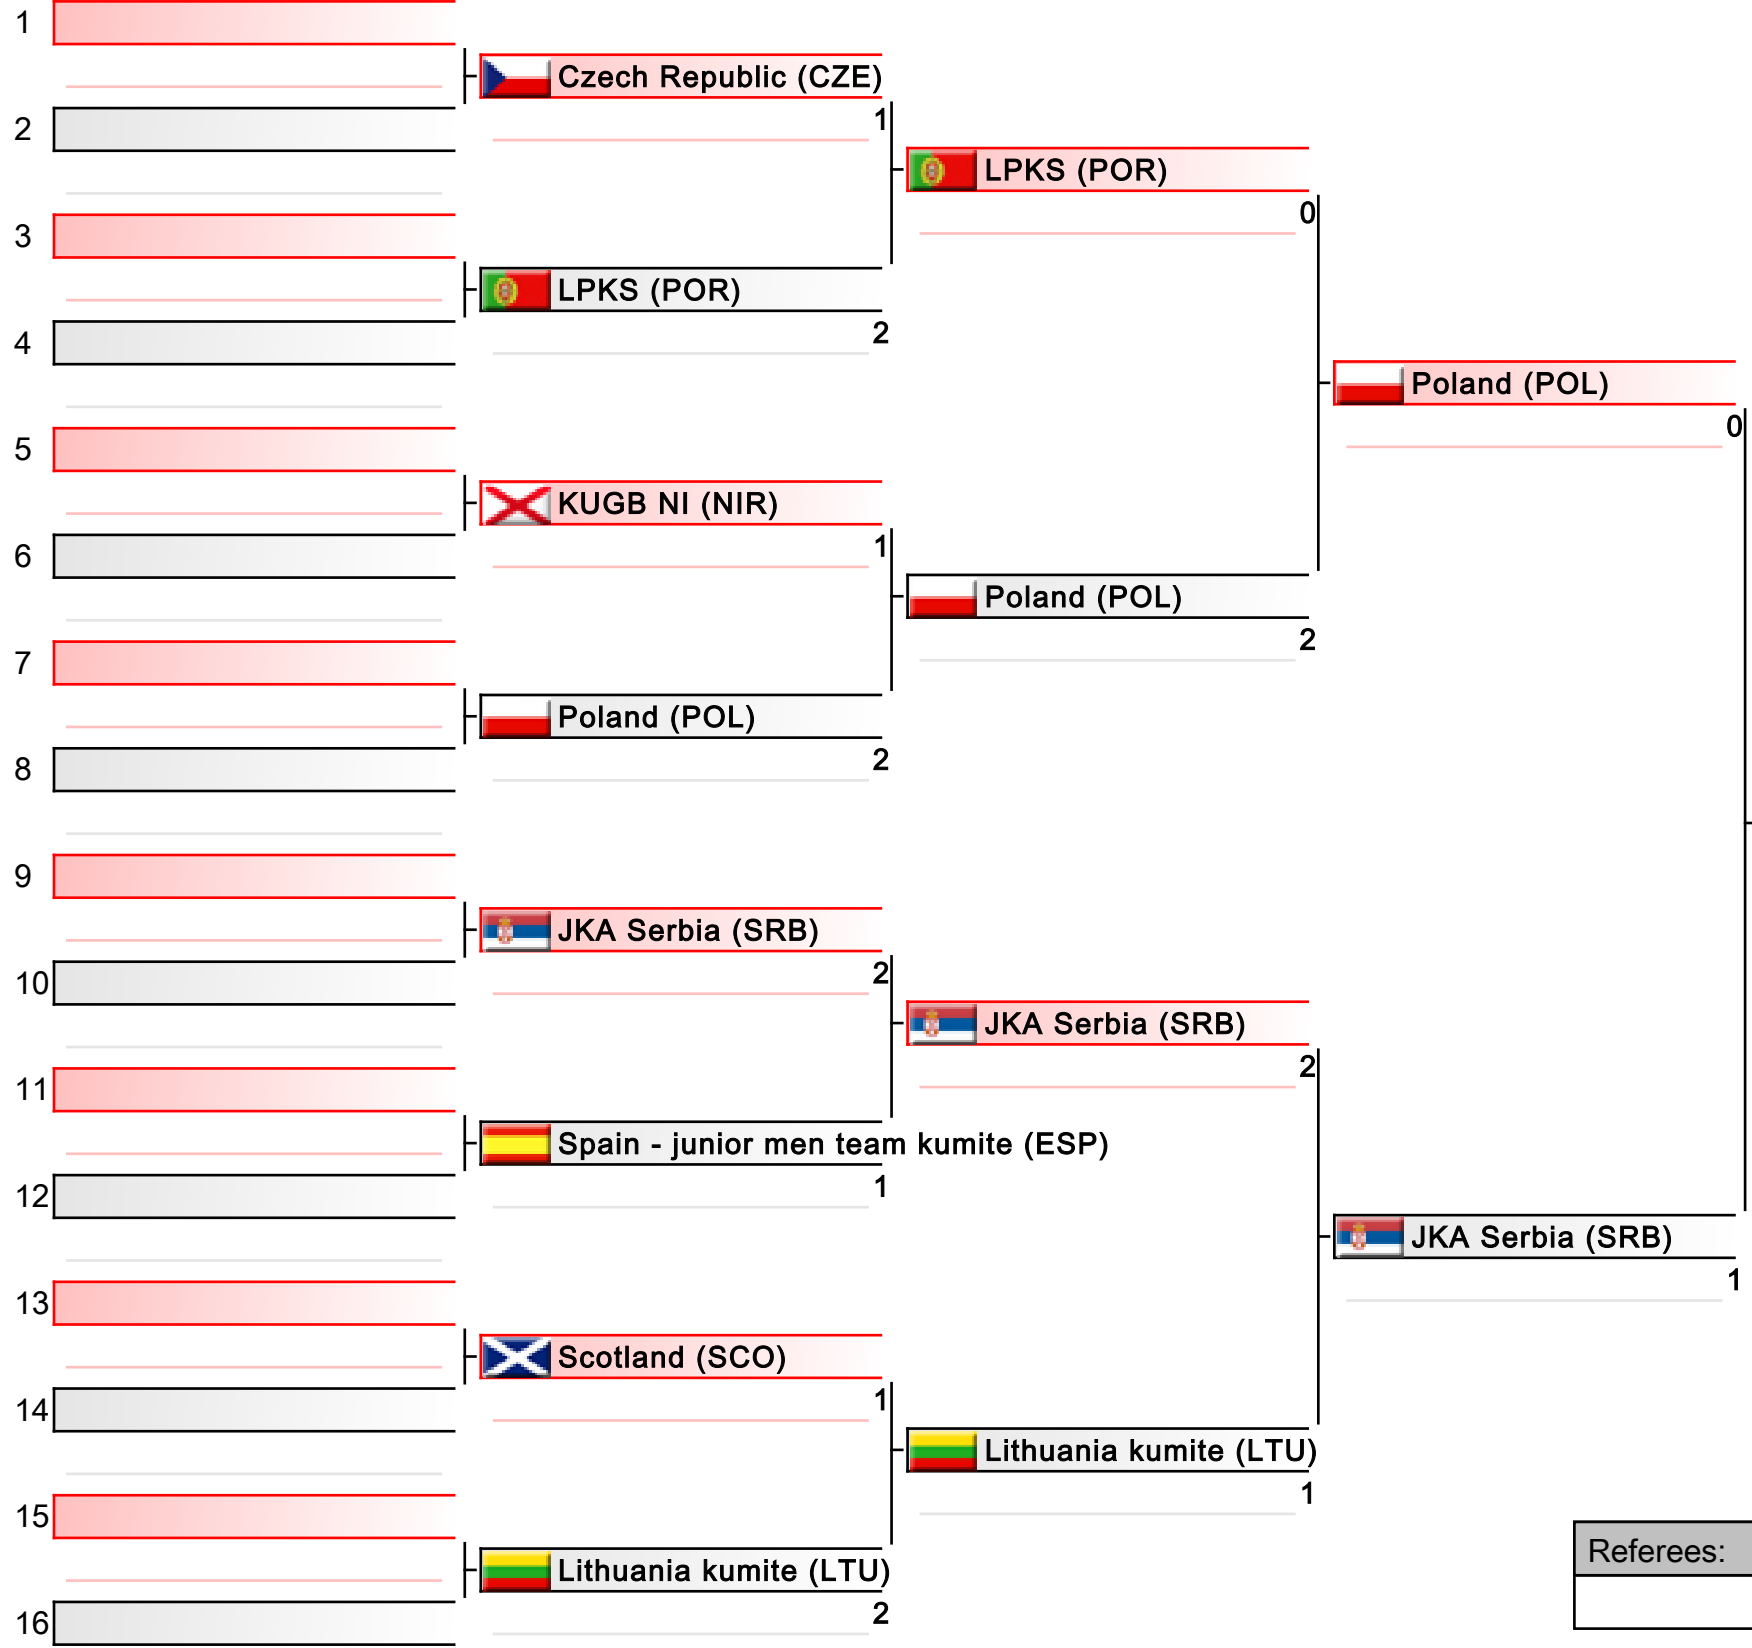 1
Czech Republic (CZE)
1
2
LPKS (POR)
0
3
LPKS (POR)
2
4
Poland (POL)
0
5
KUGB NI (NIR)
1
6
Poland (POL)
2
7
Poland (POL)
2
8
9
JKA Serbia (SRB)
2
10
JKA Serbia (SRB)
2
11
Spain - junior men team kumite (ESP)
1
12
JKA Serbia (SRB)
1
13
Scotland (SCO)
1
14
Lithuania kumite (LTU)
1
15
Referees:
Lithuania kumite (LTU)
2
16